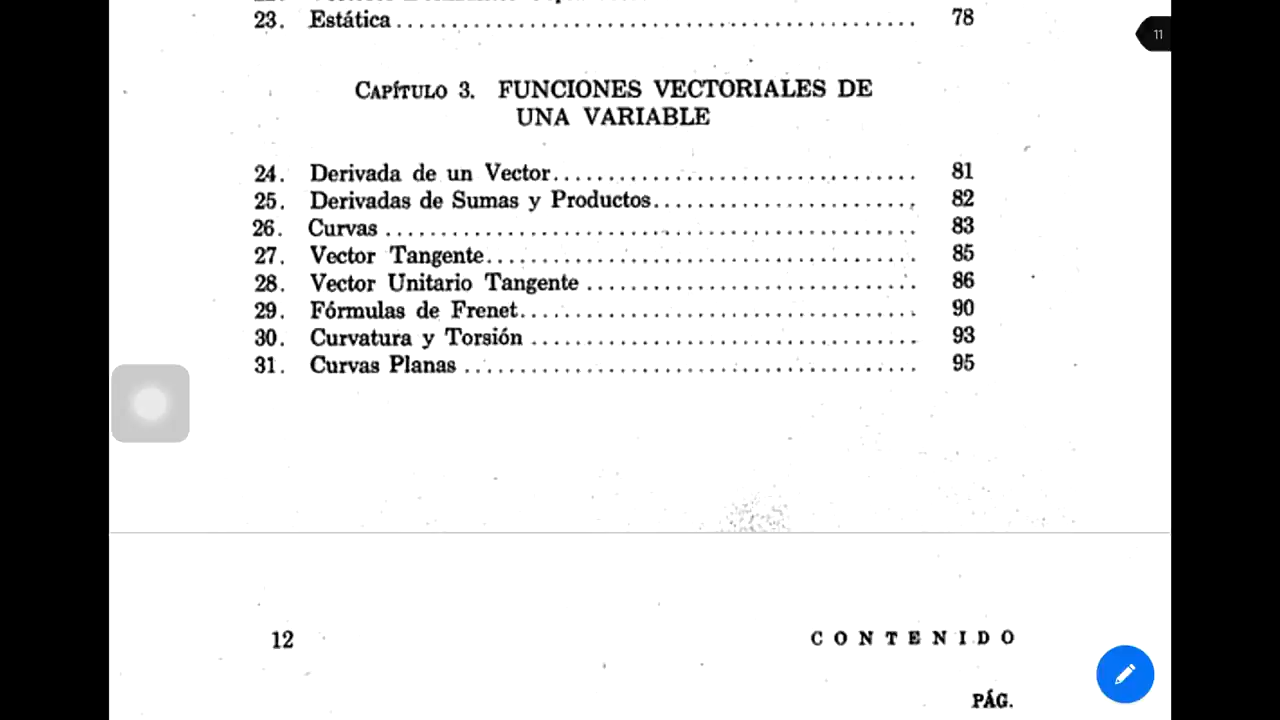 23. Estática ........ 78
11
CAPÍTULO 3. FUNCIONES VECTORIALES DE
UNA VARIABLE
24. Derivada de un Vector ........ 81
25. Derivadas de Sumas y Productos ........ 82
26. Curvas ........ 83
27. Vector Tangente ........ 85
28. Vector Unitario Tangente ........ 86
29. Fórmulas de Frenet ........ 90
30. Curvatura y Torsión ........ 93
31. Curvas Planas ........ 95
12 CONTENIDO
PÁG.